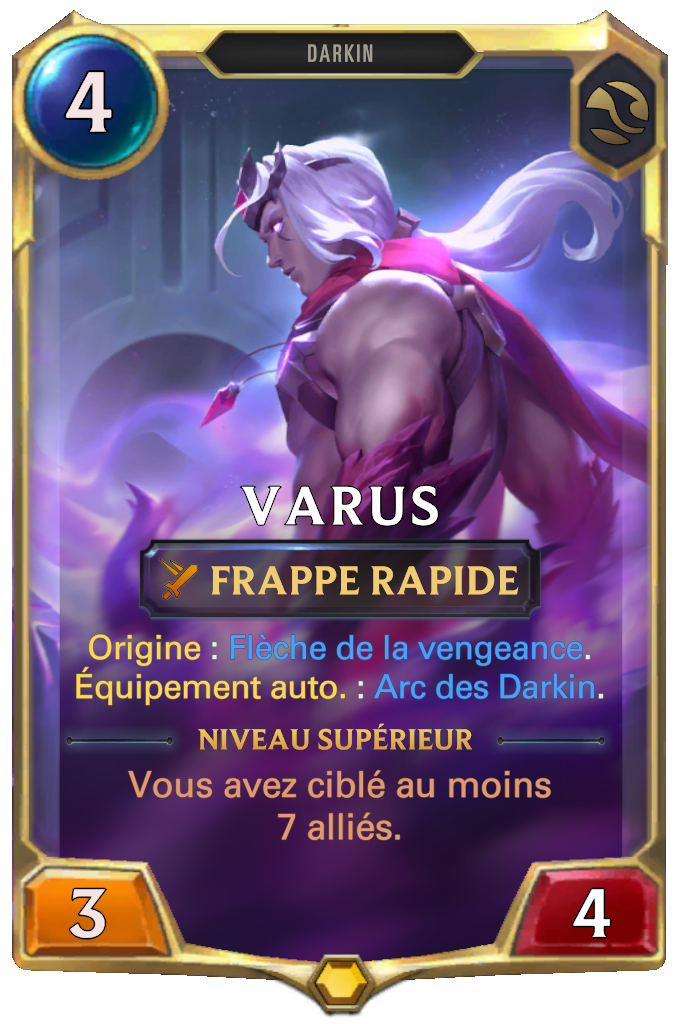 DARKIN
4
VARUS
FRAPPE RAPIDE
Origine : Flèche de la vengeance.
Équipement auto. : Arc des Darkin.
NIVEAU SUPÉRIEUR
Vous avez ciblé au moins
7 alliés.
3
4